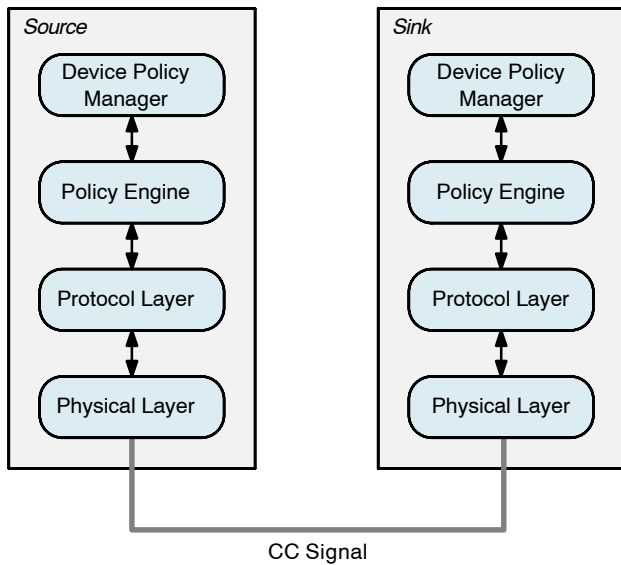 Source
Device Policy
Manager
Policy Engine
Protocol Layer
Physical Layer
Sink
Device Policy
Manager
Policy Engine
Protocol Layer
Physical Layer
CC Signal